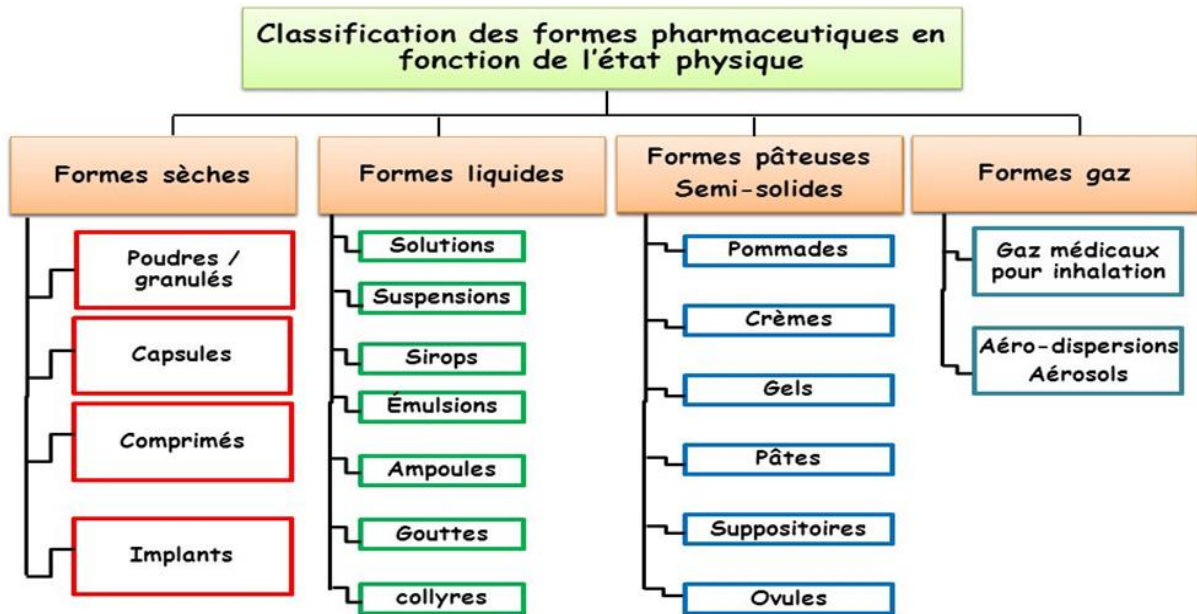 Classification des formes pharmaceutiques en
fonction de l'état physique
Formes sèches
Poudres /
granulés
Capsules
Comprimés
Implants
Formes liquides
Solutions
Suspensions
Sirops
Émulsions
Ampoules
Gouttes
collyres
Formes pâteuses
Semi-solides
Pommades
Crèmes
Gels
Pâtes
Suppositoires
Ovules
Formes gaz
Gaz médicaux
pour inhalation
Aéro-dispersions
Aérosols